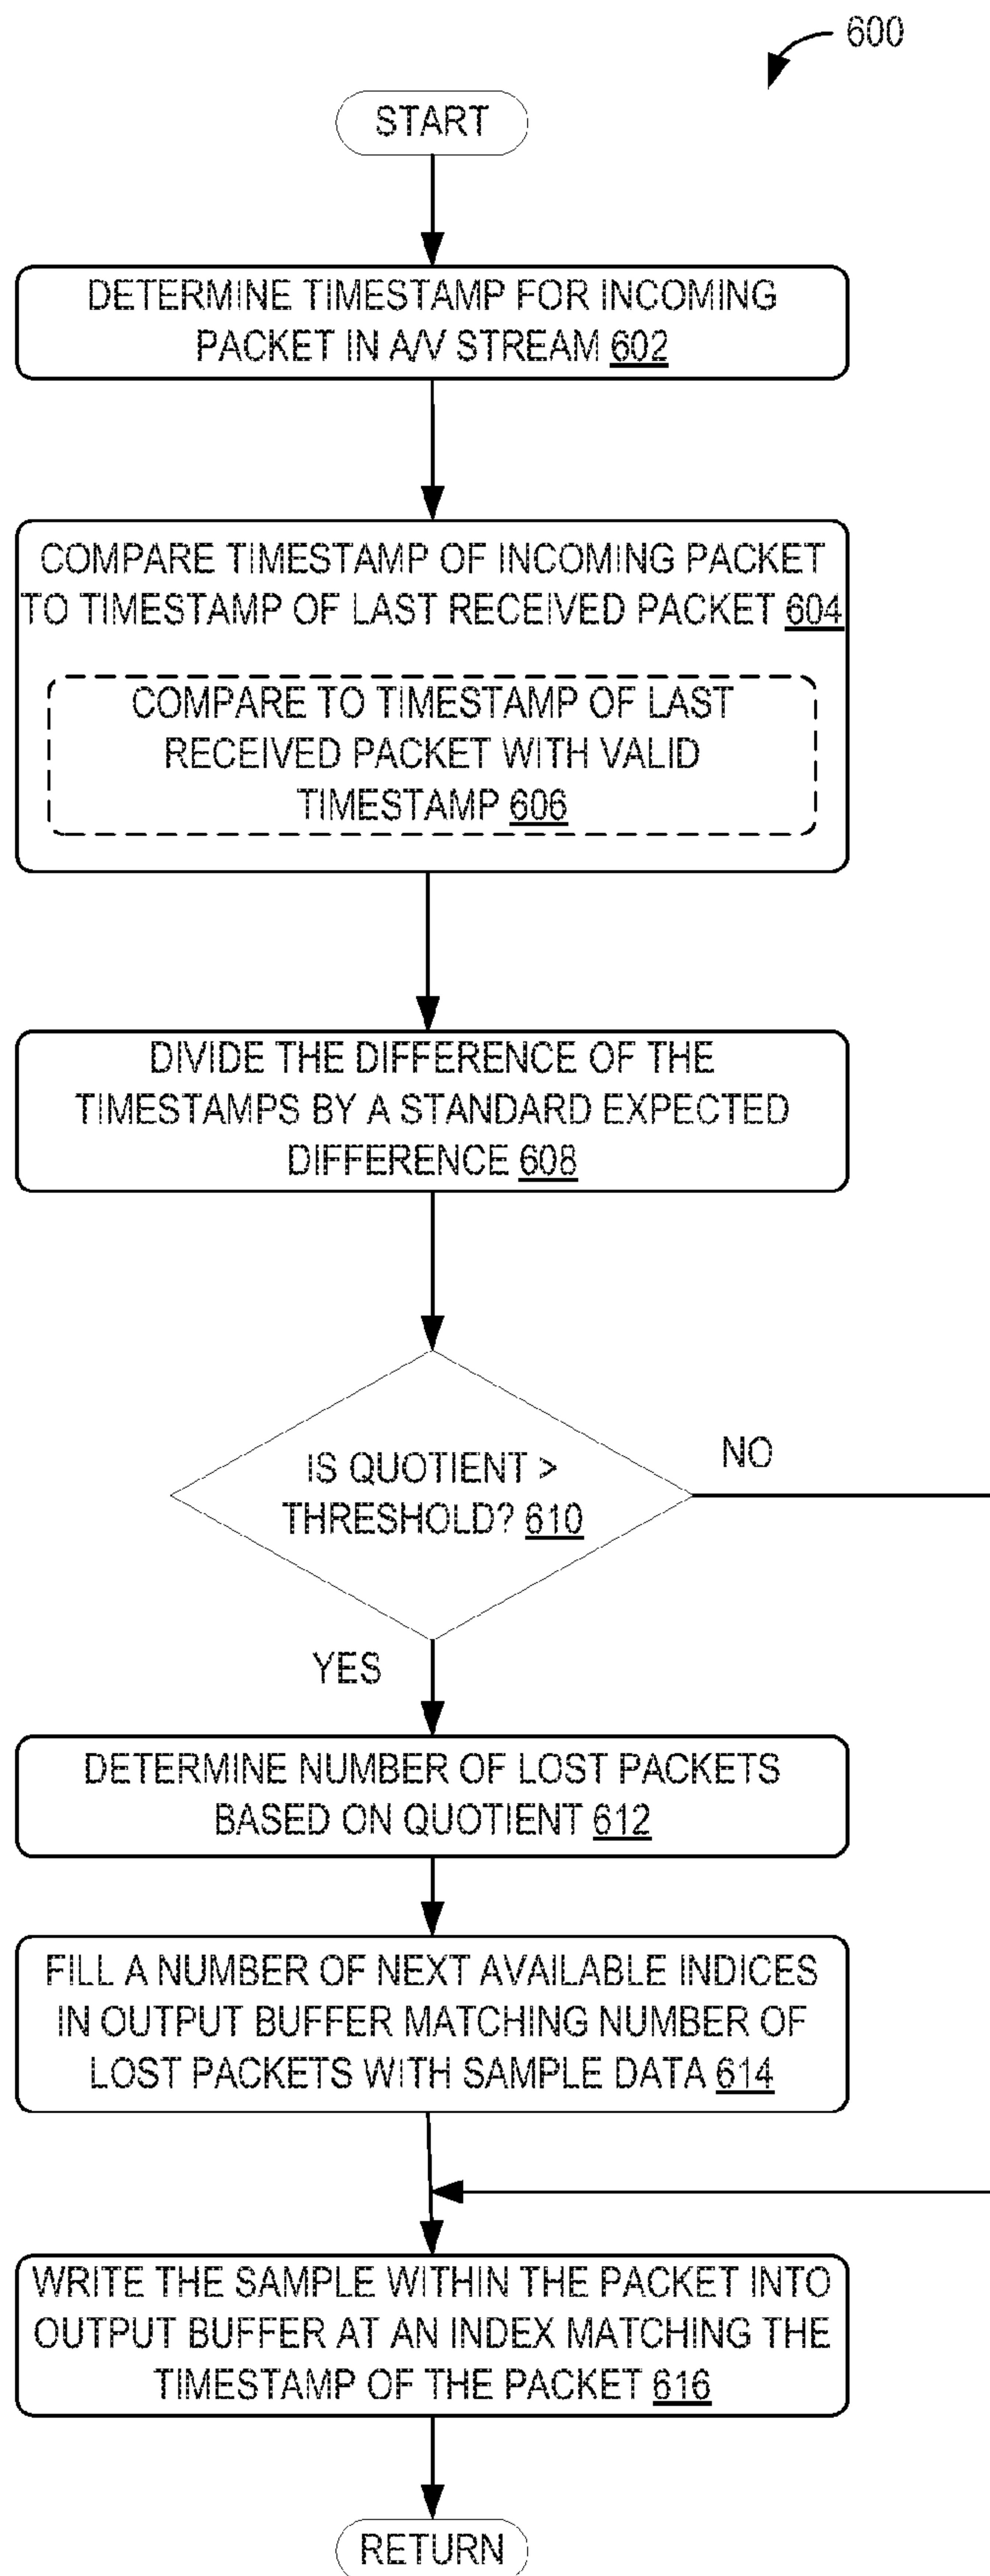 600
START
DETERMINE TIMESTAMP FOR INCOMING
PACKET IN A/V STREAM 602
COMPARE TIMESTAMP OF INCOMING PACKET
TO TIMESTAMP OF LAST RECEIVED PACKET 604
COMPARE TO TIMESTAMP OF LAST
RECEIVED PACKET WITH VALID
TIMESTAMP 606
DIVIDE THE DIFFERENCE OF THE
TIMESTAMPS BY A STANDARD EXPECTED
DIFFERENCE 608
IS QUOTIENT >
THRESHOLD? 610
NO
YES
DETERMINE NUMBER OF LOST PACKETS
BASED ON QUOTIENT 612
FILL A NUMBER OF NEXT AVAILABLE INDICES
IN OUTPUT BUFFER MATCHING NUMBER OF
LOST PACKETS WITH SAMPLE DATA 614
WRITE THE SAMPLE WITHIN THE PACKET INTO
OUTPUT BUFFER AT AN INDEX MATCHING THE
TIMESTAMP OF THE PACKET 616
RETURN